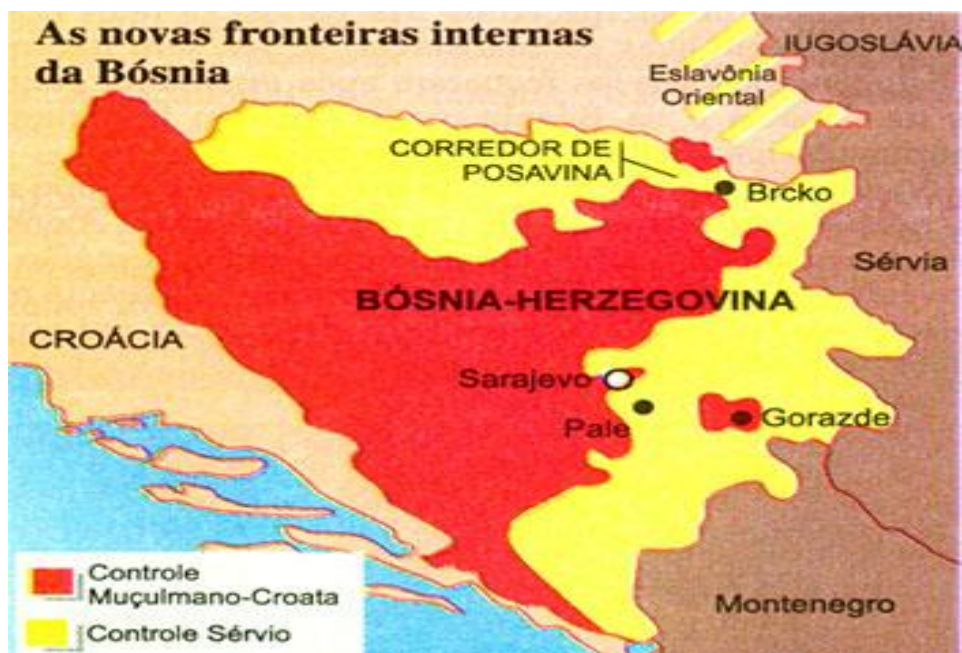 As novas fronteiras internas
da Bósnia
IUGOSLÁVIA
Eslavônia
Oriental
CORREDOR DE
POSAVINA
Brcko
Sérvia
BÓSNIA-HERZEGOVINA
CROÁCIA
Sarajevo
Pale
Gorazde
Montenegro
Controle
Muçulmano-Croata
Controle Sérvio